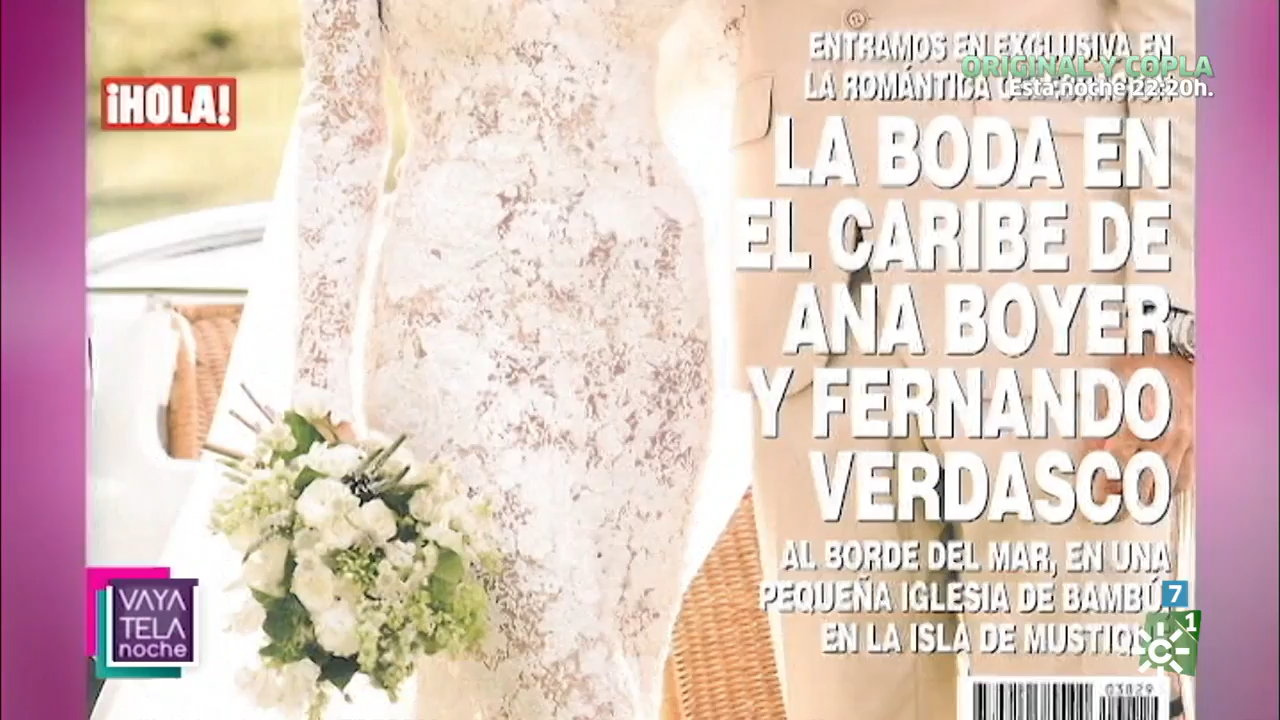 ¡HOLA!
ENTRAMOS EN EXCLUSIVA EN
LA ROMÁNTICA
ORIGINAL Y COPLA
Esta noche 22:20h.
LA BODA EN
EL CARIBE DE
ANA BOYER
Y FERNANDO
VERDASCO
AL BORDE DEL MAR, EN UNA
PEQUEÑA IGLESIA DE BAMBÚ,
EN LA ISLA DE
7
1
VAYA
TELA
noche
03829